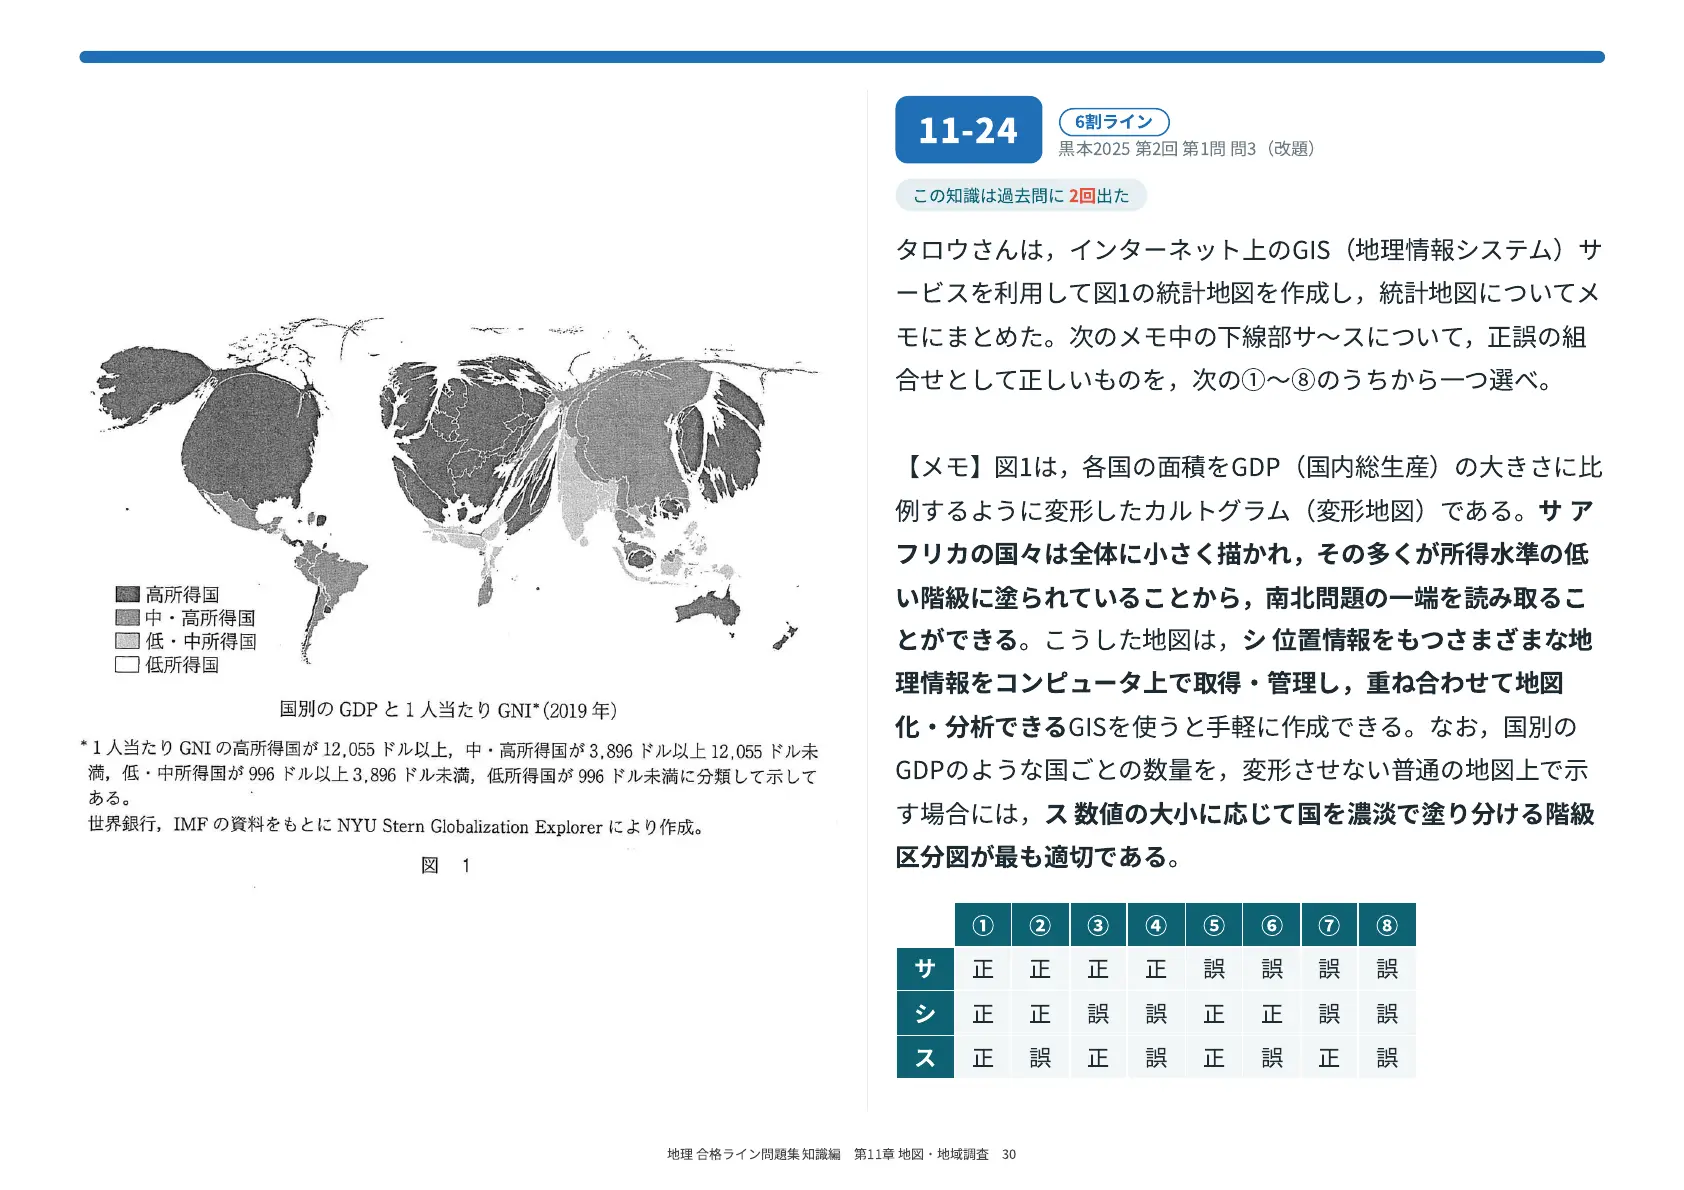 11-24
6割ライン
黒本2025 第2回 第1問 問3（改題）
この知識は過去問に 2回出た
タロウさんは，インターネット上のGIS（地理情報システム）サ
ービスを利用して図1の統計地図を作成し，統計地図についてメ
モにまとめた。次のメモ中の下線部サ～スについて，正誤の組
合せとして正しいものを，次の①～⑧のうちから一つ選べ。
【メモ】図1は，各国の面積をGDP（国内総生産）の大きさに比
例するように変形したカルトグラム（変形地図）である。サ ア
フリカの国々は全体に小さく描かれ，その多くが所得水準の低
い階級に塗られていることから，南北問題の一端を読み取るこ
とができる。こうした地図は，シ 位置情報をもつさまざまな地
理情報をコンピュータ上で取得・管理し，重ね合わせて地図
化・分析できるGISを使うと手軽に作成できる。なお，国別の
GDPのような国ごとの数量を，変形させない普通の地図上で示
す場合には，ス 数値の大小に応じて国を濃淡で塗り分ける階級
区分図が最も適切である。
① ② ③ ④ ⑤ ⑥ ⑦ ⑧
サ 正 正 正 正 誤 誤 誤 誤
シ 正 正 誤 誤 正 正 誤 誤
ス 正 誤 正 誤 正 誤 正 誤
高所得国
中・高所得国
低・中所得国
低所得国
国別の GDP と 1 人当たり GNI*(2019 年)
*1 人当たり GNI の高所得国が 12,055 ドル以上，中・高所得国が 3,896 ドル以上 12,055 ドル未
満，低・中所得国が 996 ドル以上 3,896 ドル未満，低所得国が 996 ドル未満に分類して示して
ある。
世界銀行，IMF の資料をもとに NYU Stern Globalization Explorer により作成。
図 1
地理 合格ライン問題集 知識編 第11章 地図・地域調査 30